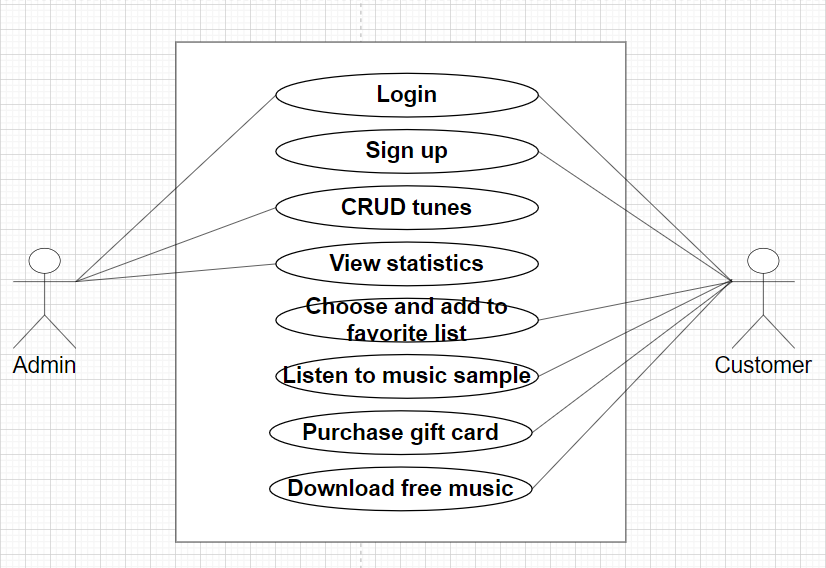 Login
Sign up
CRUD tunes
View statistics
Choose and add to
favorite list
Listen to music sample
Purchase gift card
Download free music
Admin
Customer